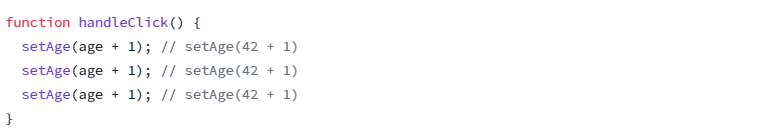 function handleClick() {
  setAge(age + 1); // setAge(42 + 1)
  setAge(age + 1); // setAge(42 + 1)
  setAge(age + 1); // setAge(42 + 1)
}